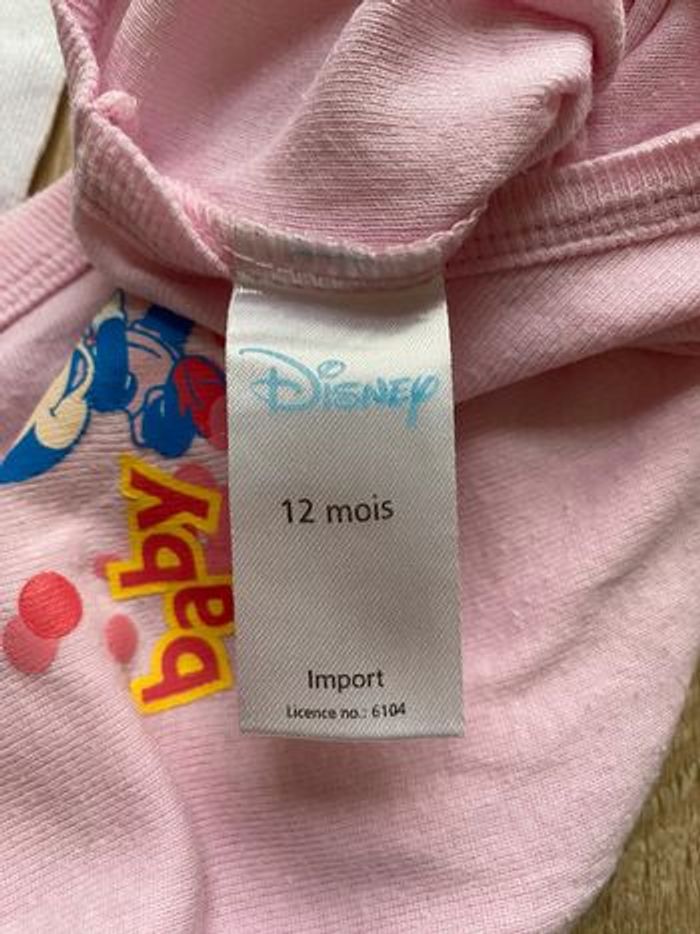 Disney
12 mois
Import
Licence no.: 6104
baby